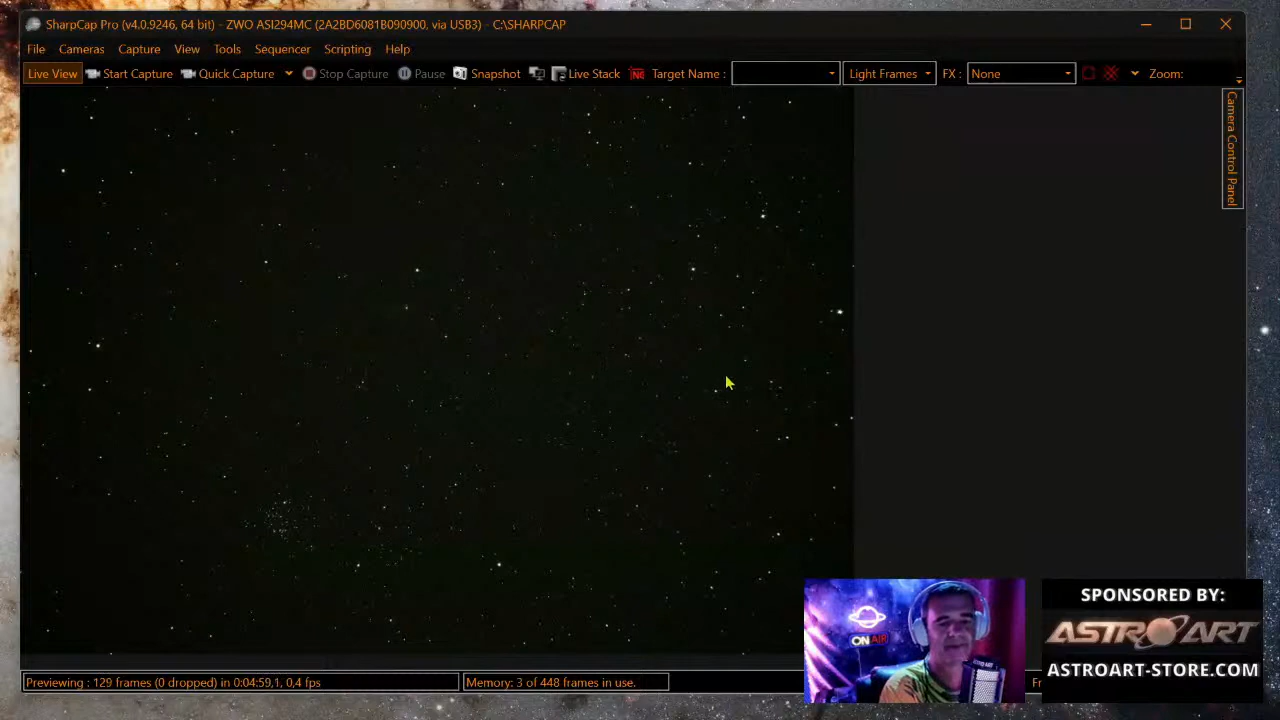 SharpCap Pro (v4.0.9246, 64 bit) - ZWO ASI294MC (2A2BD6081B090900, via USB3) - C:\SHARPCAP
File Cameras Capture View Tools Sequencer Scripting Help
Live View Start Capture Quick Capture Stop Capture Pause Snapshot Live Stack Target Name : Light Frames FX : None Zoom:
Camera Control Panel
ON AIR
SPONSORED BY:
ASTROART
ASTROART-STORE.COM
Previewing : 129 frames (0 dropped) in 0:04:59,1, 0,4 fps Memory: 3 of 448 frames in use.